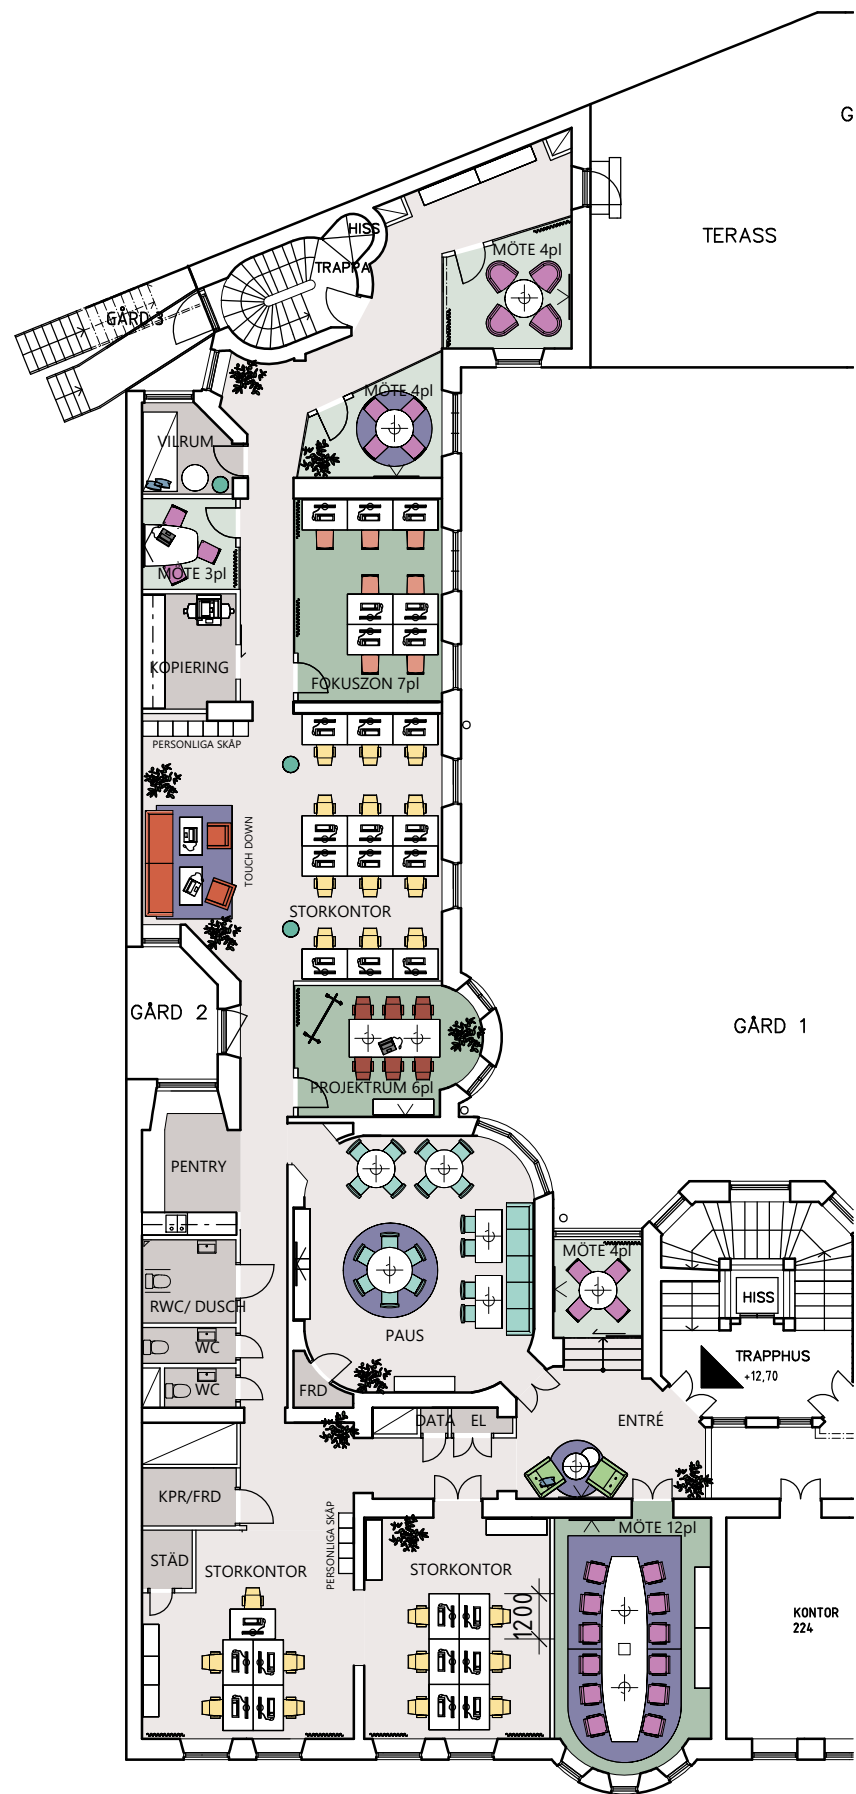 G
TERASS
HISS
MÖTE 4pl
TRAPPA
GÅRD 3
MÖTE 4pl
VILRUM
MÖTE 3pl
KOPIERING
FOKUSZON 7pl
PERSONLIGA SKÅP
TOUCH DOWN
STORKONTOR
GÅRD 2
GÅRD 1
PROJEKTRUM 6pl
PENTRY
MÖTE 4pl
RWC/ DUSCH
HISS
PAUS
WC
TRAPPHUS
+12,70
WC
FRD
DATA
EL
ENTRÉ
KPR/FRD
PERSONLIGA SKÅP
MÖTE 12pl
STÄD
STORKONTOR
STORKONTOR
1200
KONTOR
224